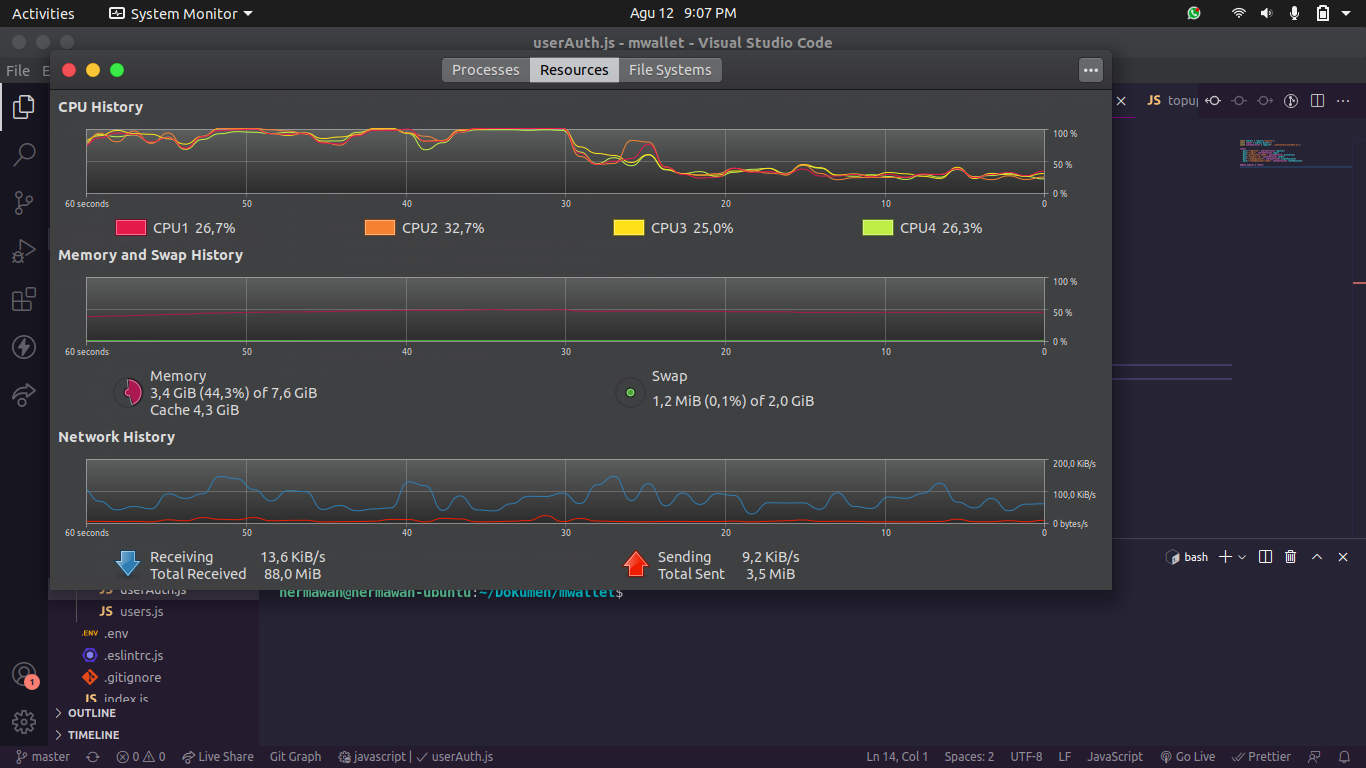 Activities System Monitor Agu 12 9:07 PM
userAuth.js - mwallet - Visual Studio Code
File E
Processes Resources File Systems
JS topup
CPU History
100 %
50 %
0 %
60 seconds 50 40 30 20 10 0
CPU1 26,7% CPU2 32,7% CPU3 25,0% CPU4 26,3%
Memory and Swap History
100 %
50 %
0 %
60 seconds 50 40 30 20 10 0
Memory
3,4 GiB (44,3%) of 7,6 GiB
Cache 4,3 GiB
Swap
1,2 MiB (0,1%) of 2,0 GiB
Network History
200,0 KiB/s
100,0 KiB/s
0 bytes/s
60 seconds 50 40 30 20 10 0
Receiving 13,6 KiB/s
Total Received 88,0 MiB
Sending 9,2 KiB/s
Total Sent 3,5 MiB
bash
JS userAuth.js
hermawan@hermawan-ubuntu:~/Dokumen/mwallet$
JS users.js
.ENV .env
.eslintrc.js
.gitignore
JS index.js
1
OUTLINE
TIMELINE
master 0 0 Live Share Git Graph javascript | userAuth.js Ln 14, Col 1 Spaces: 2 UTF-8 LF JavaScript Go Live Prettier